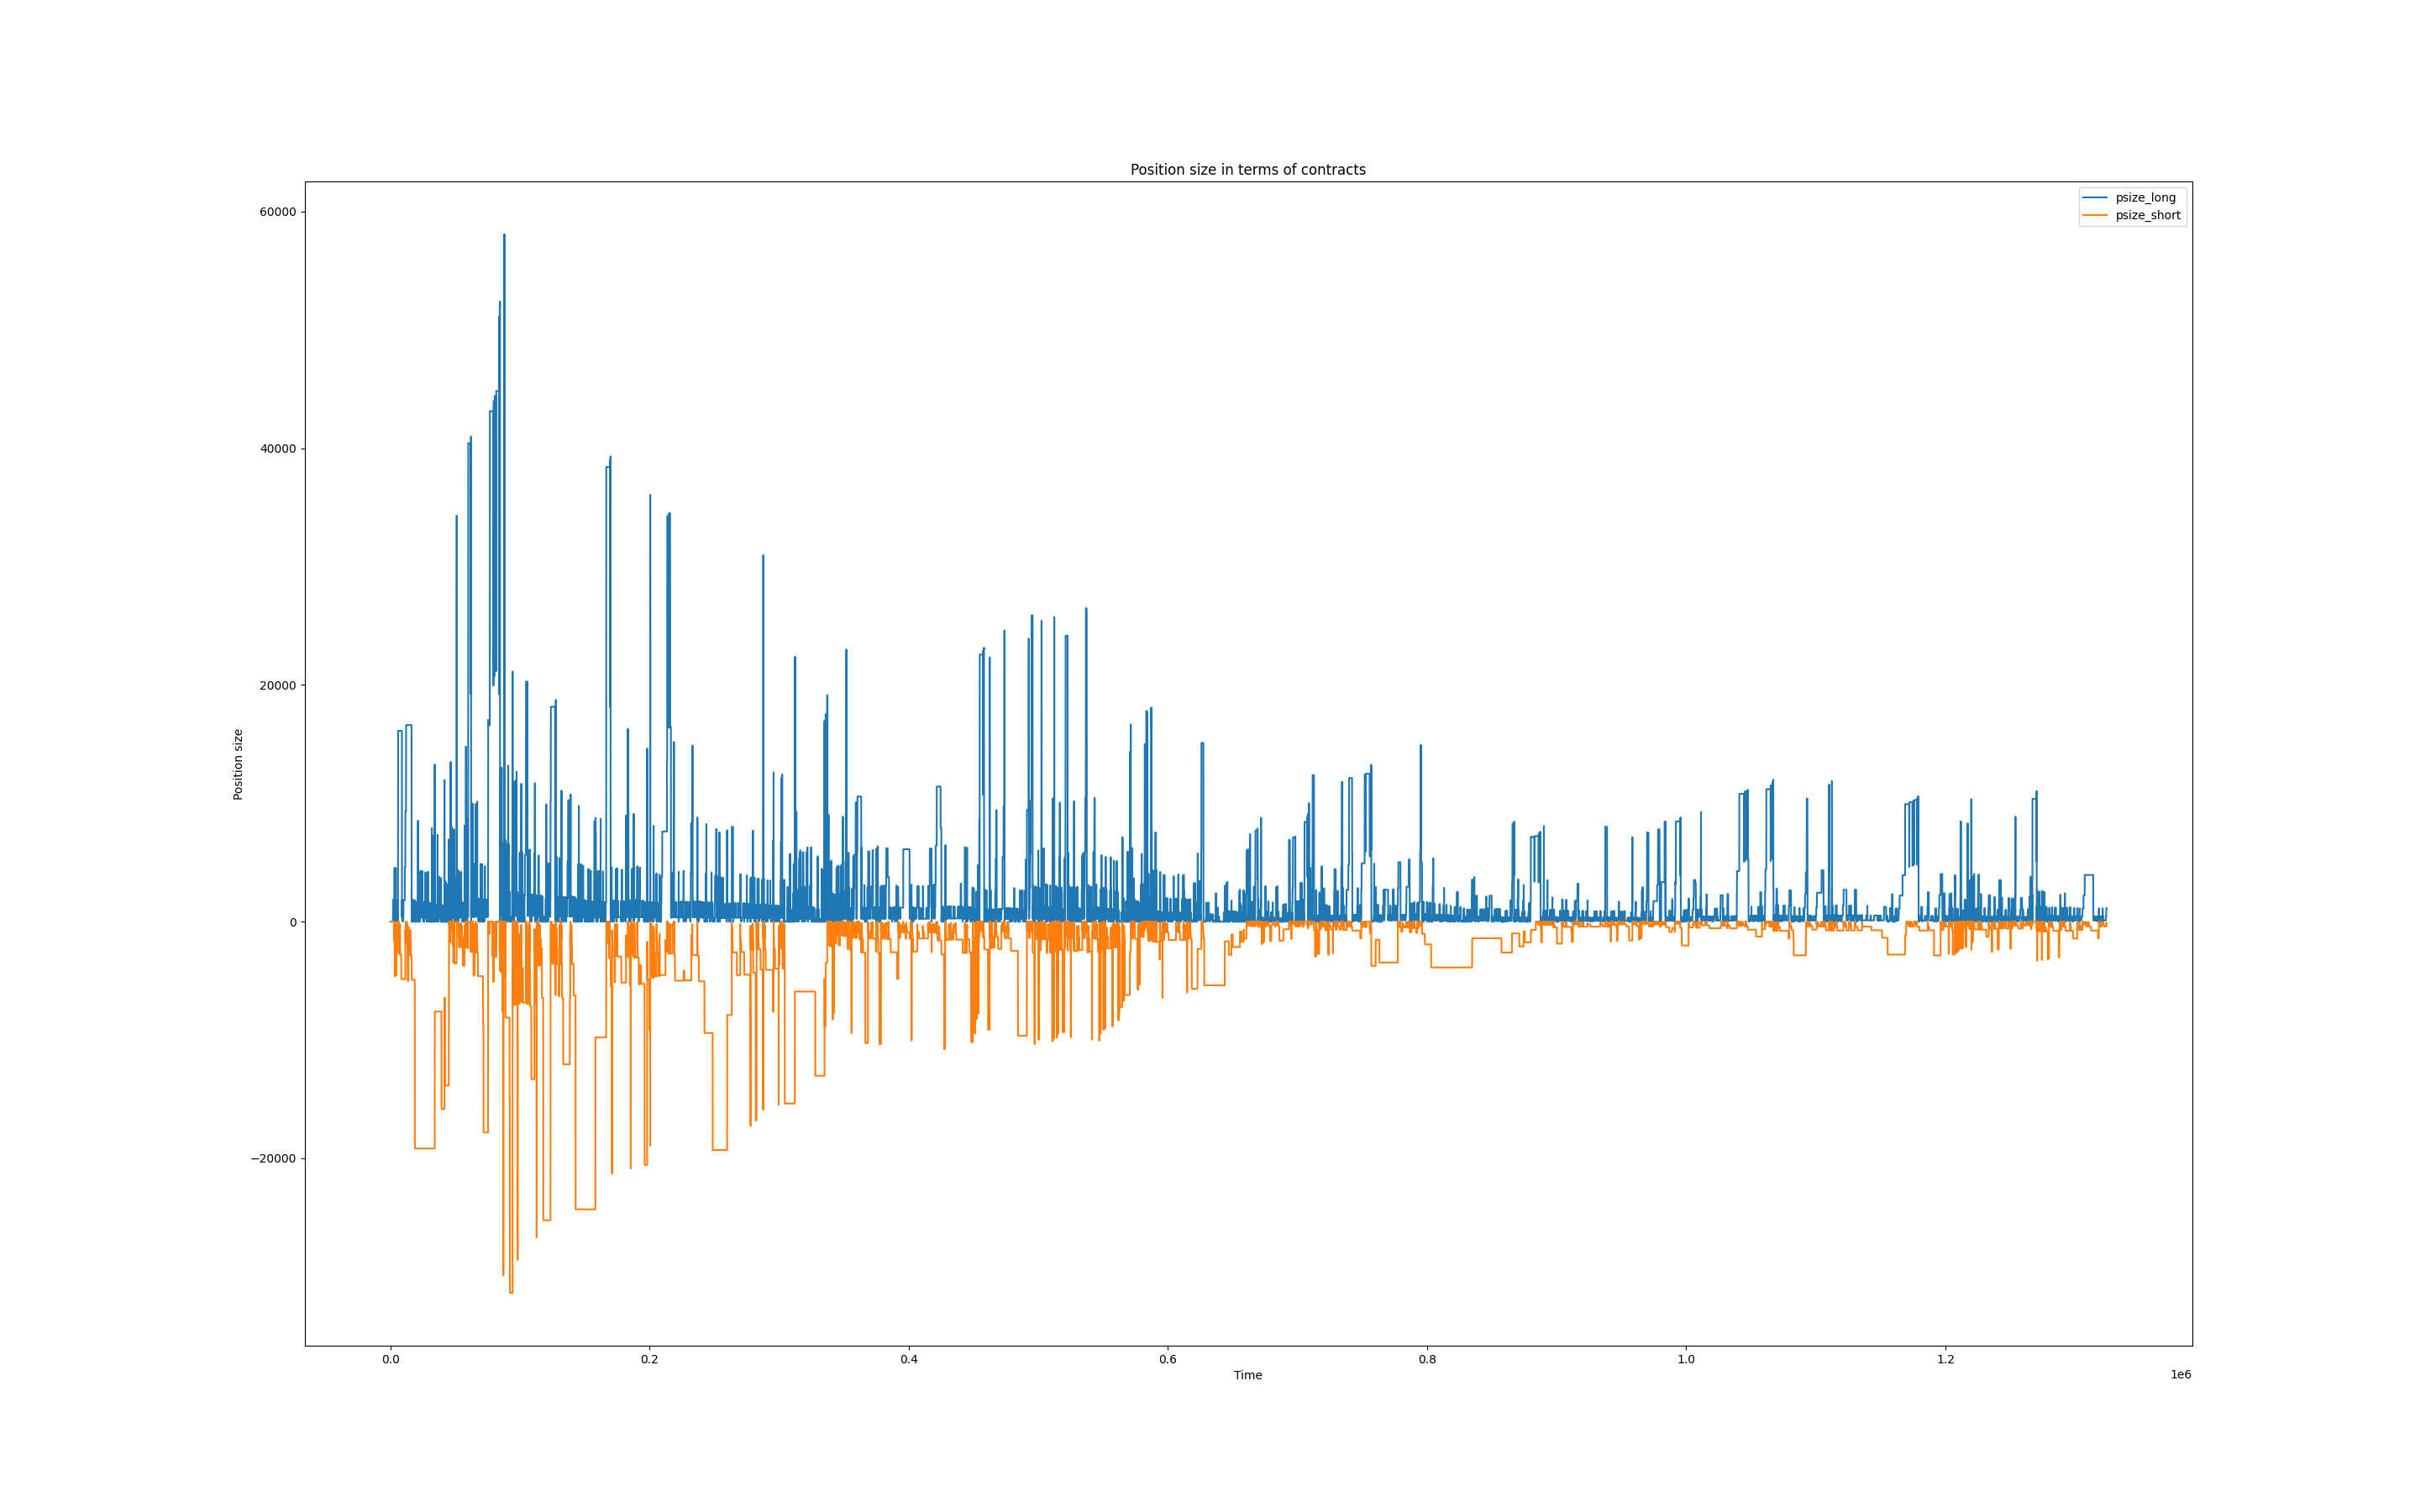 Position size in terms of contracts
psize_long
psize_short
60000
40000
20000
0
−20000
Position size
0.0 0.2 0.4 0.6 0.8 1.0 1.2
Time
1e6